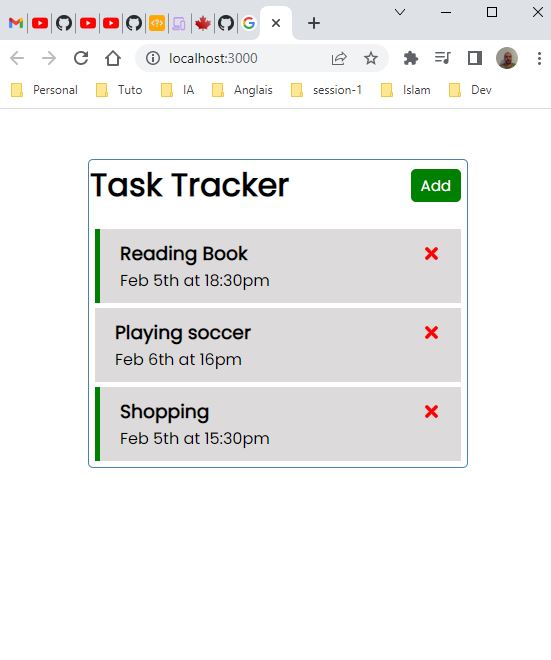 localhost:3000
Personal
Tuto
IA
Anglais
session-1
Islam
Dev
Task Tracker
Add
Reading Book
Feb 5th at 18:30pm
Playing soccer
Feb 6th at 16pm
Shopping
Feb 5th at 15:30pm